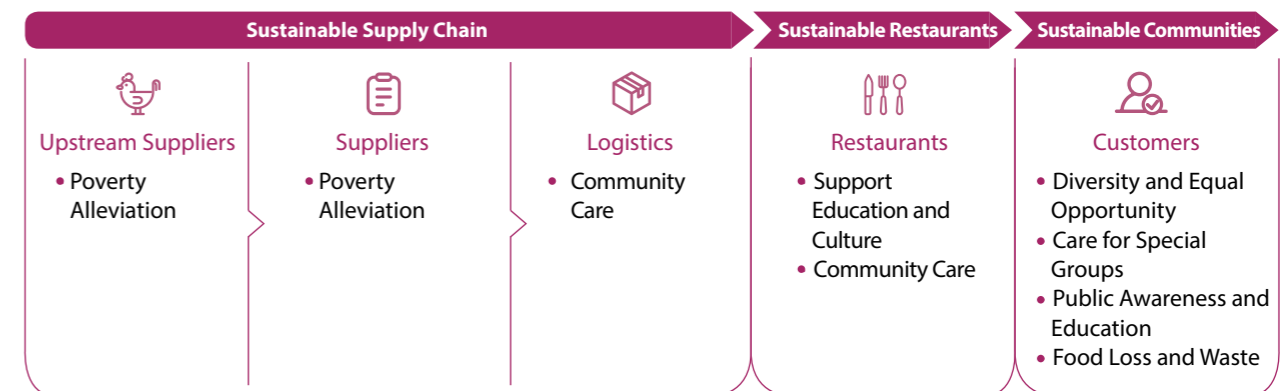 Sustainable Supply Chain
Sustainable Restaurants
Sustainable Communities
Upstream Suppliers
• Poverty
Alleviation
Suppliers
• Poverty
Alleviation
Logistics
• Community
Care
Restaurants
• Support
Education and
Culture
• Community Care
Customers
• Diversity and Equal
Opportunity
• Care for Special
Groups
• Public Awareness and
Education
• Food Loss and Waste